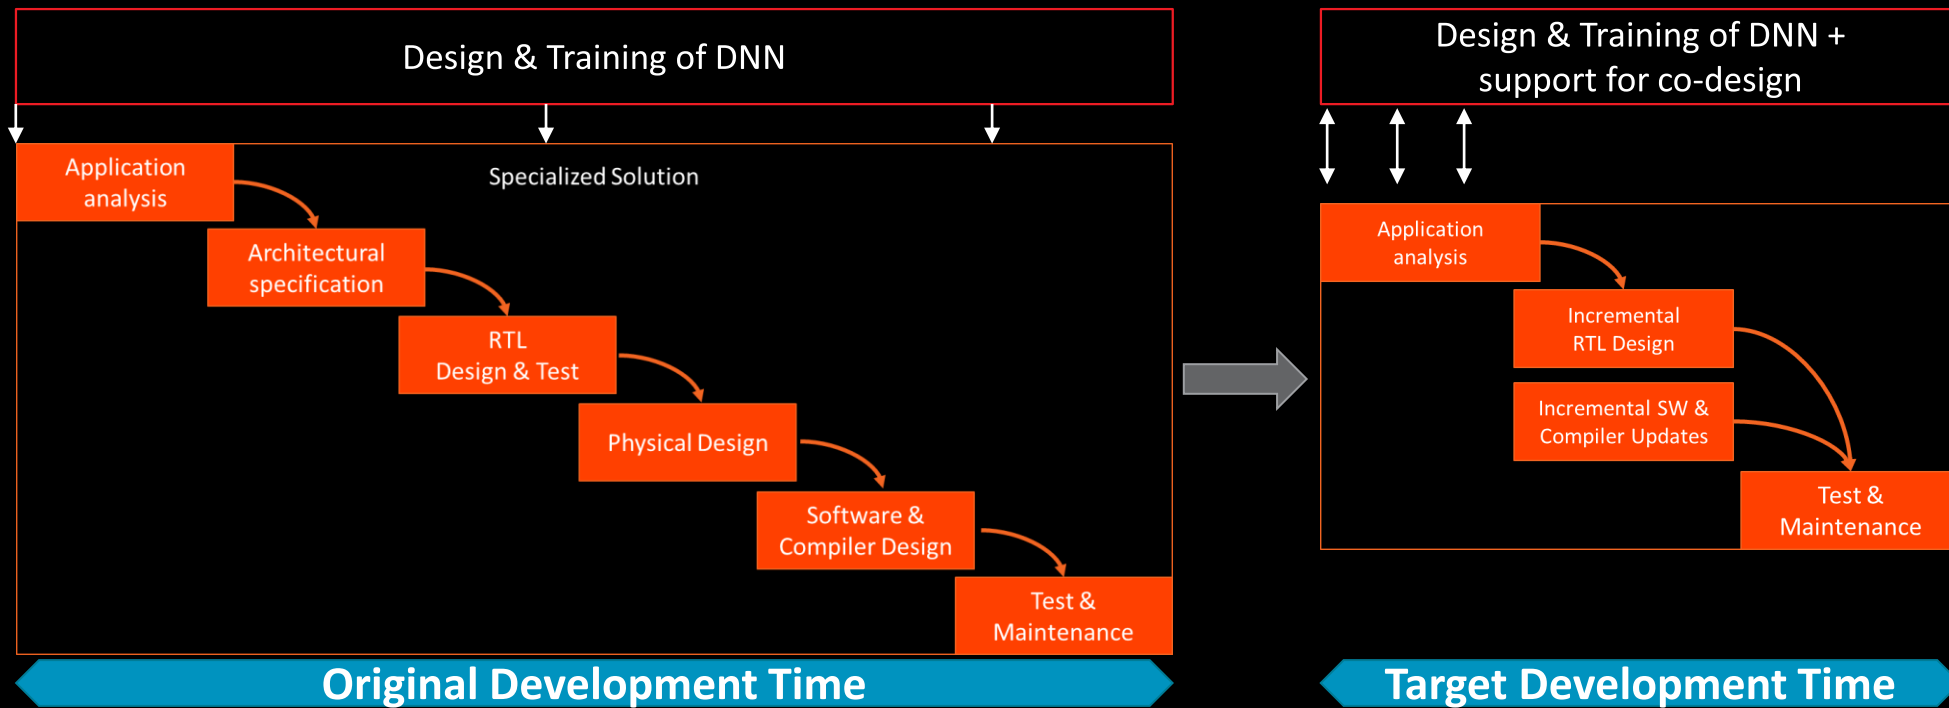 Design & Training of DNN
Specialized Solution
Application
analysis
Architectural
specification
RTL
Design & Test
Physical Design
Software &
Compiler Design
Test &
Maintenance
Original Development Time
Design & Training of DNN +
support for co-design
Application
analysis
Incremental
RTL Design
Incremental SW &
Compiler Updates
Test &
Maintenance
Target Development Time